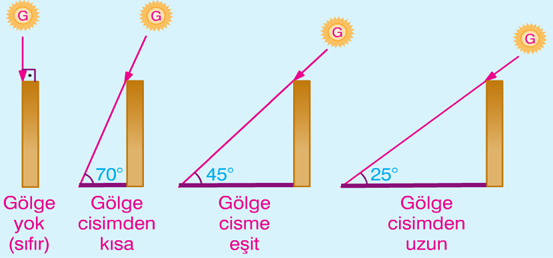 G
G
G
G
70°
45°
25°
Gölge
yok
(sıfır)
Gölge
cisimden
kısa
Gölge
cisme
eşit
Gölge
cisimden
uzun